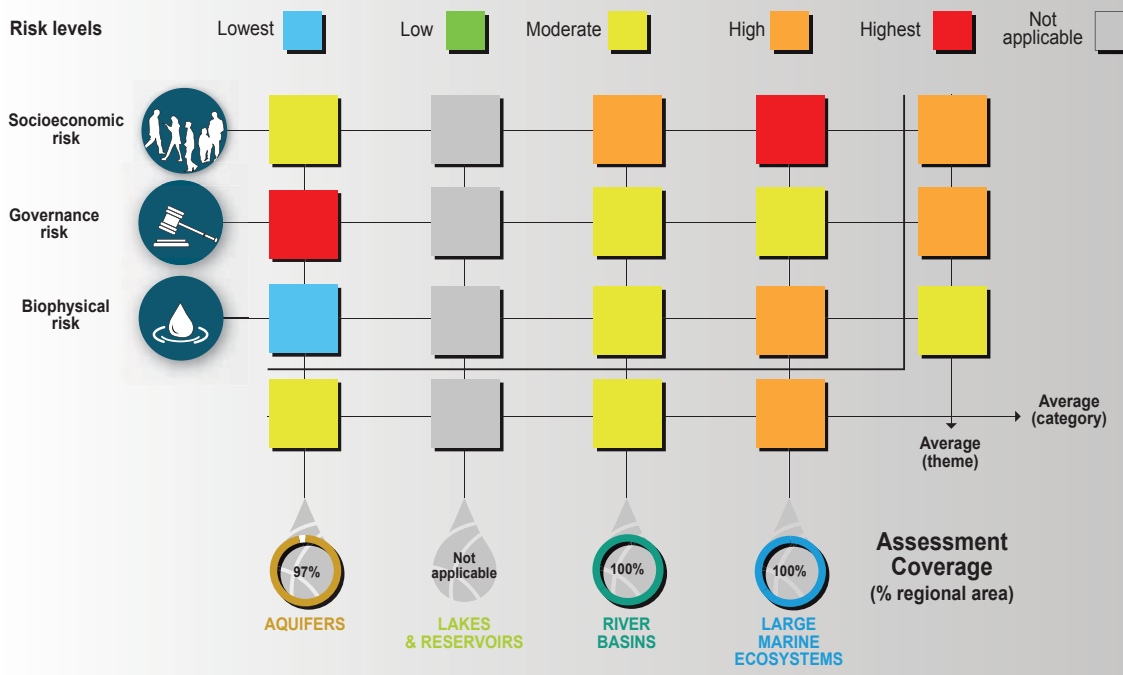 Risk levels
Lowest
Low
Moderate
High
Highest
Not
applicable
Socioeconomic
risk
Governance
risk
Biophysical
risk
Average
(category)
Average
(theme)
97%
Not
applicable
100%
100%
Assessment
Coverage
(% regional area)
AQUIFERS
LAKES
& RESERVOIRS
RIVER
BASINS
LARGE
MARINE
ECOSYSTEMS